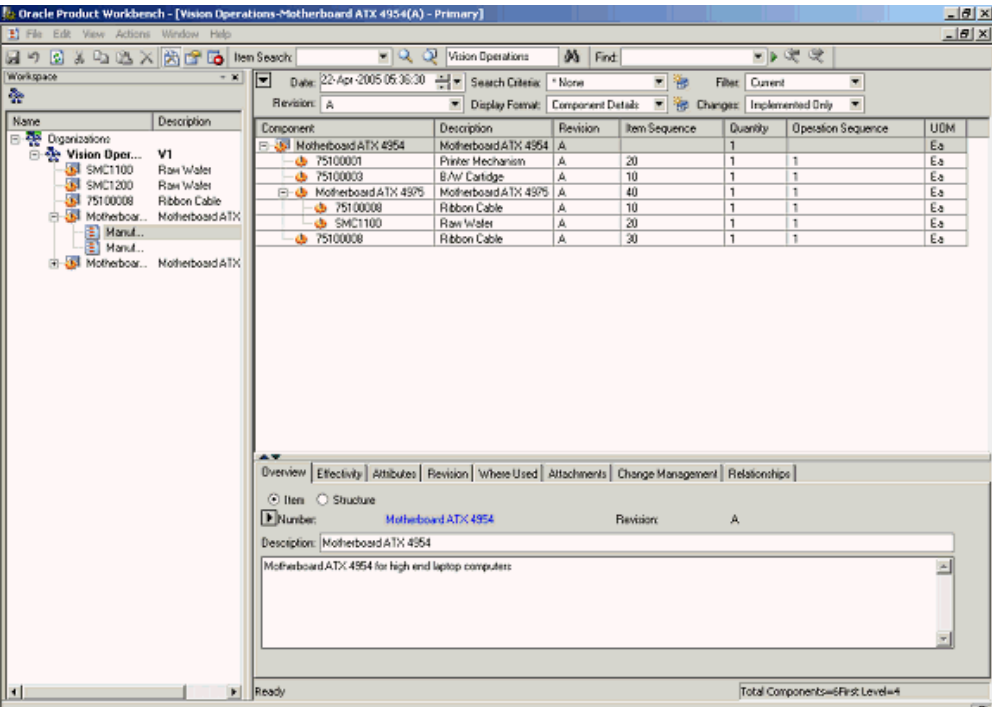 Oracle Product Workbench - [Vision Operations-Motherboard ATX 4954(A) - Primary]
File Edit View Actions Window Help
Item Search: Vision Operations Find:
Workspace
Date: 22-Apr-2005 05:36:30 Search Criteria: * None Filter: Current
Revision: A Display Format: Component Details Changes: Implemented Only
Name Description
Organizations
Vision Oper... V1
SMC1100 Raw Wafer
SMC1200 Raw Wafer
75100008 Ribbon Cable
Motherboar... Motherboard ATX
Manuf...
Manuf...
Motherboar... Motherboard ATX
Component Description Revision Item Sequence Quantity Operation Sequence UOM
Motherboard ATX 4954 Motherboard ATX 4954 A 1 Ea
75100001 Printer Mechanism A 20 1 1 Ea
75100003 B/W Cartidge A 10 1 1 Ea
Motherboard ATX 4975 Motherboard ATX 4975 A 40 1 1 Ea
75100008 Ribbon Cable A 10 1 1 Ea
SMC1100 Raw Wafer A 20 1 1 Ea
75100008 Ribbon Cable A 30 1 1 Ea
Overview Effectivity Attributes Revision Where Used Attachments Change Management Relationships
Item Structure
Number: Motherboard ATX 4954 Revision: A
Description: Motherboard ATX 4954
Motherboard ATX 4954 for high end laptop computers
Ready Total Components=6First Level=4